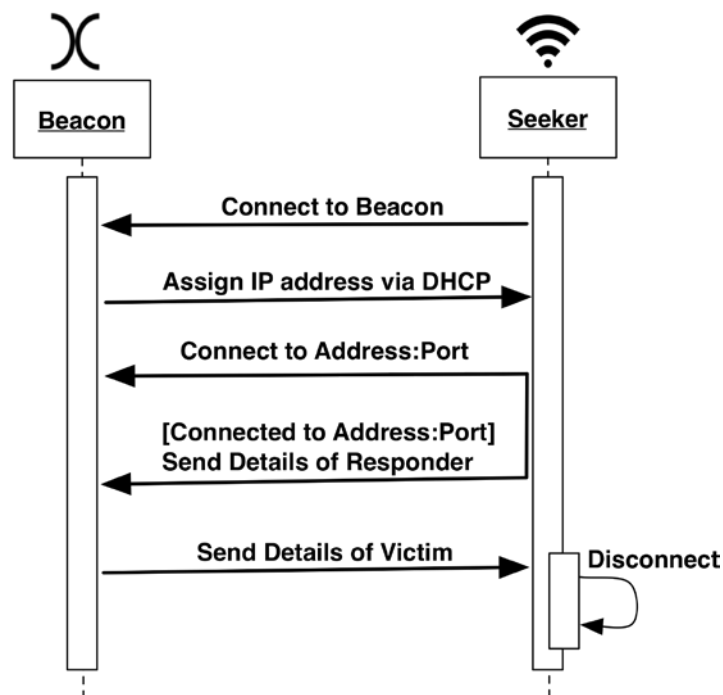 Beacon
Seeker
Connect to Beacon
Assign IP address via DHCP
Connect to Address:Port
[Connected to Address:Port]
Send Details of Responder
Send Details of Victim
Disconnect